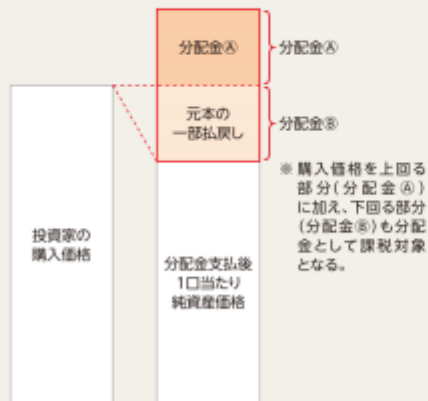 分配金Ⓐ
分配金Ⓐ
元本の
一部払戻し
分配金Ⓑ
※ 購入価格を上回る
部分(分配金Ⓐ)
に加え、下回る部分
(分配金Ⓑ)も分配
金として課税対象
となる。
投資家の
購入価格
分配金支払後
1口当たり
純資産価格